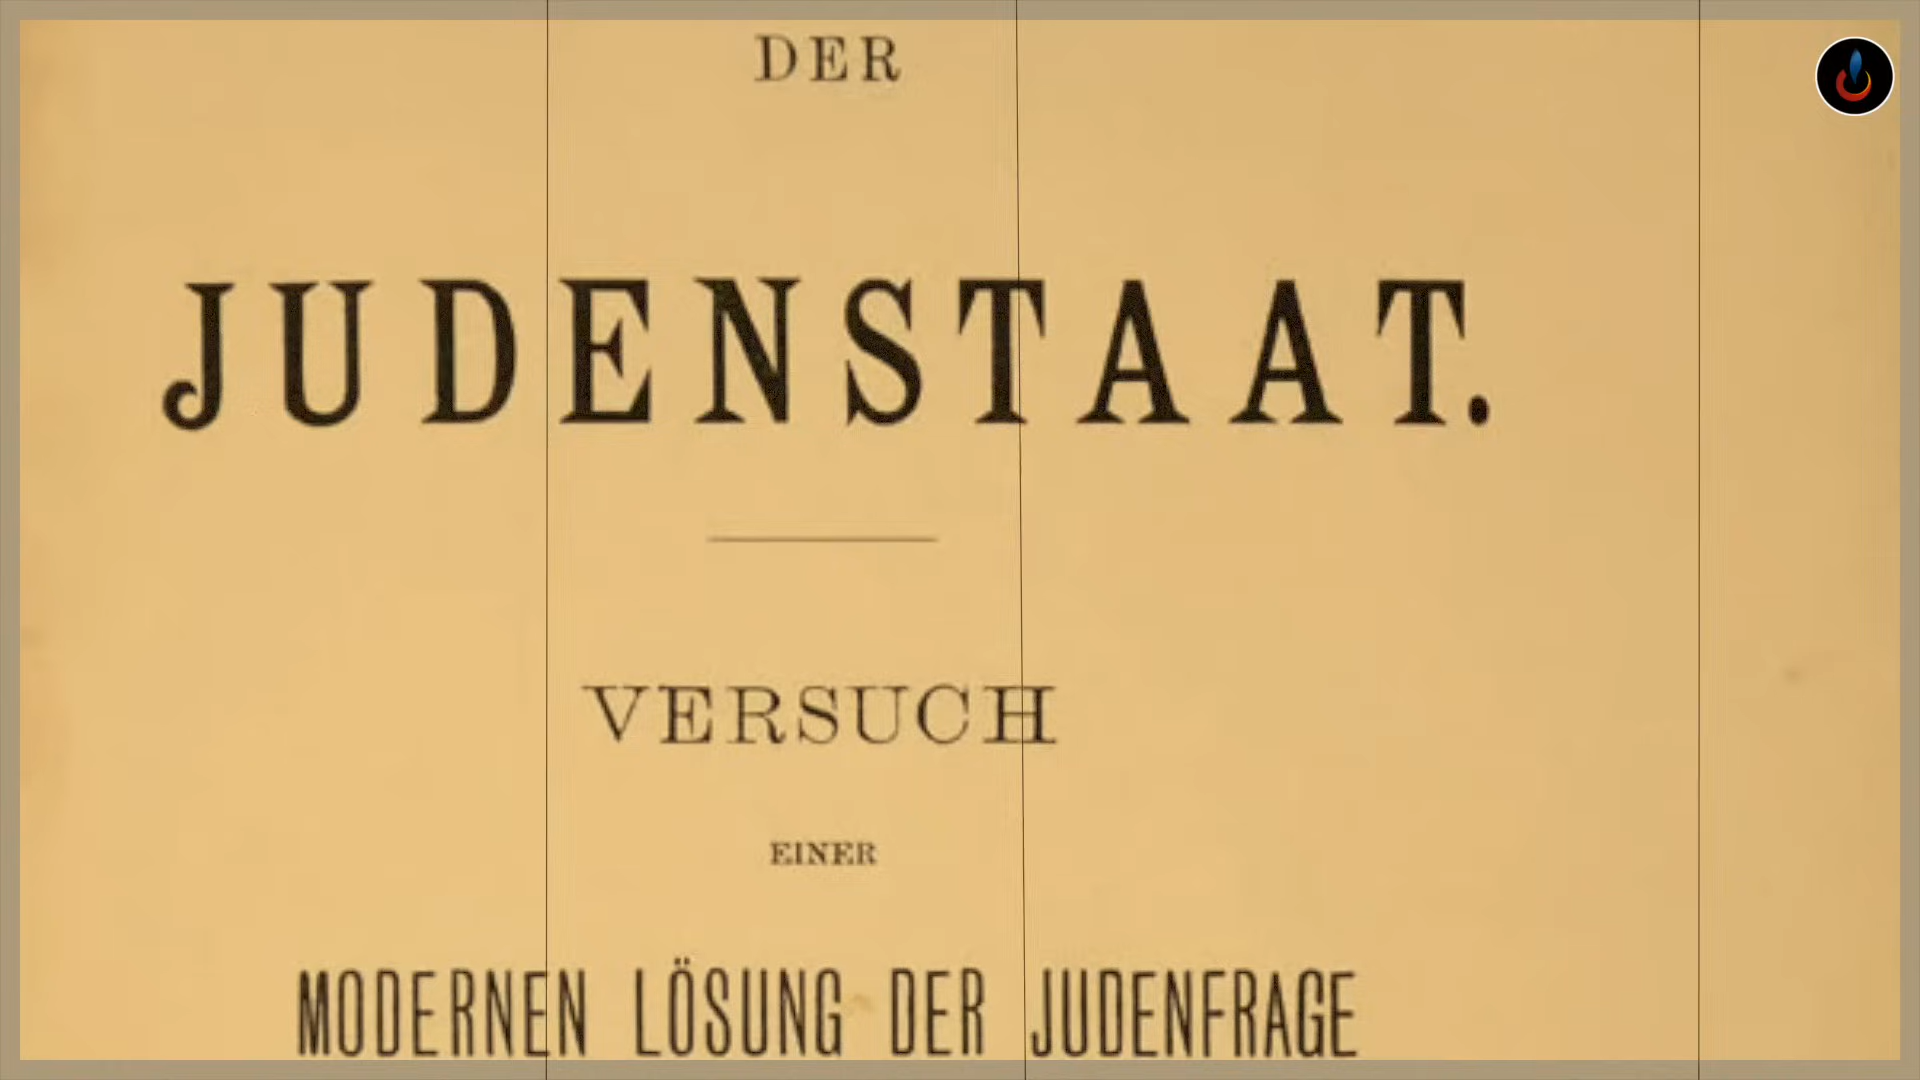 DER
JUDENSTAAT.
VERSUCH
EINER
MODERNEN LÖSUNG DER JUDENFRAGE